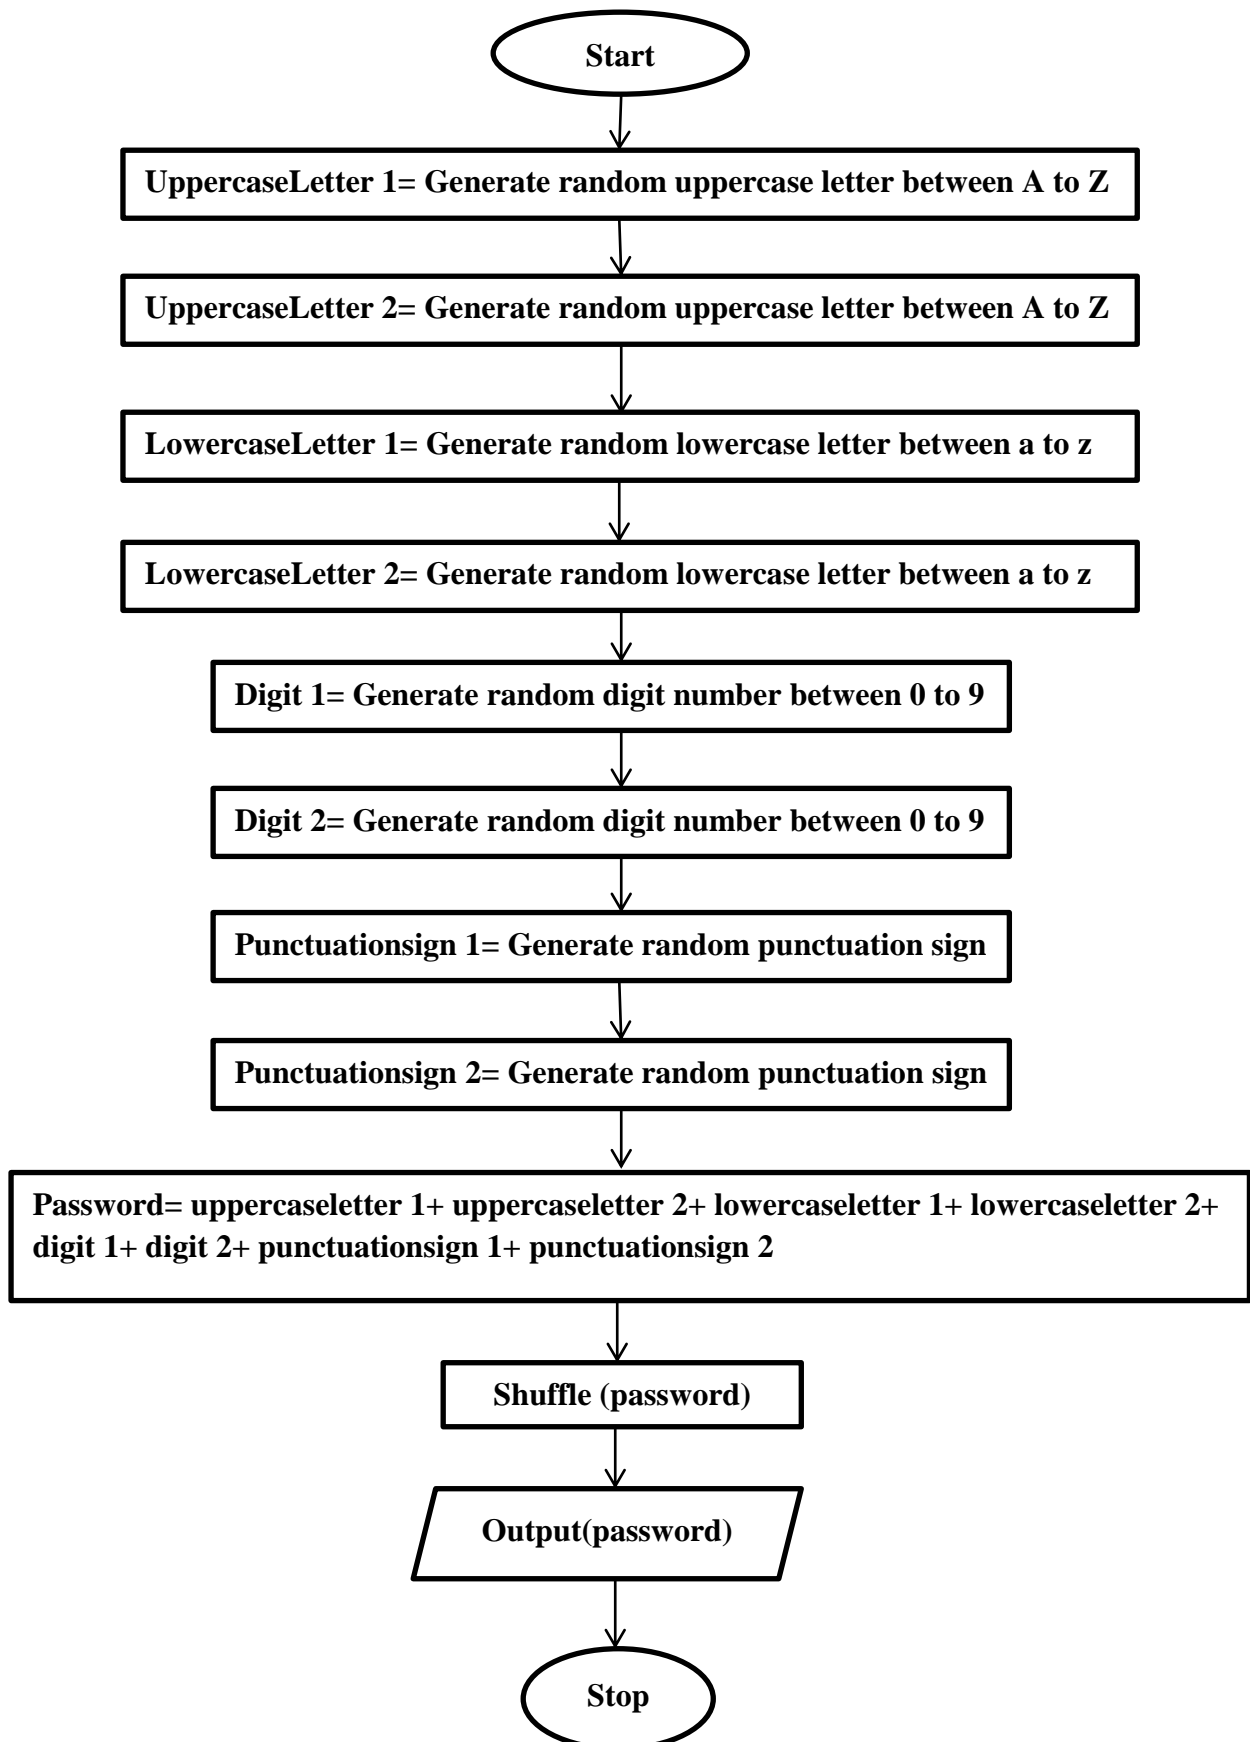 Start
UppercaseLetter 1= Generate random uppercase letter between A to Z
UppercaseLetter 2= Generate random uppercase letter between A to Z
LowercaseLetter 1= Generate random lowercase letter between a to z
LowercaseLetter 2= Generate random lowercase letter between a to z
Digit 1= Generate random digit number between 0 to 9
Digit 2= Generate random digit number between 0 to 9
Punctuationsign 1= Generate random punctuation sign
Punctuationsign 2= Generate random punctuation sign
Password= uppercaseletter 1+ uppercaseletter 2+ lowercaseletter 1+ lowercaseletter 2+
digit 1+ digit 2+ punctuationsign 1+ punctuationsign 2
Shuffle (password)
Output(password)
Stop